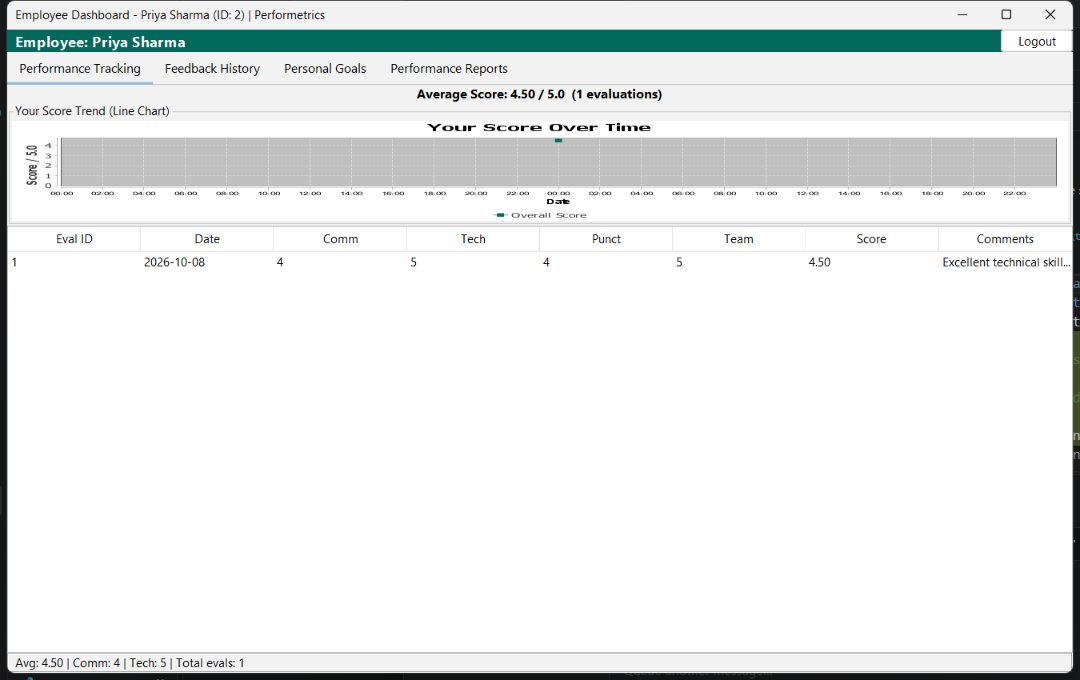 Employee Dashboard - Priya Sharma (ID: 2) | Performetrics
Employee: Priya Sharma
Logout
Performance Tracking Feedback History Personal Goals Performance Reports
Average Score: 4.50 / 5.0 (1 evaluations)
Your Score Trend (Line Chart)
Your Score Over Time
Score / 5.0
4
3
2
1
0
00:00 02:00 04:00 06:00 08:00 10:00 12:00 14:00 16:00 18:00 20:00 22:00 00:00 02:00 04:00 06:00 08:00 10:00 12:00 14:00 16:00 18:00 20:00 22:00
Date
Overall Score
Eval ID Date Comm Tech Punct Team Score Comments
1 2026-10-08 4 5 4 5 4.50 Excellent technical skill...
Avg: 4.50 | Comm: 4 | Tech: 5 | Total evals: 1